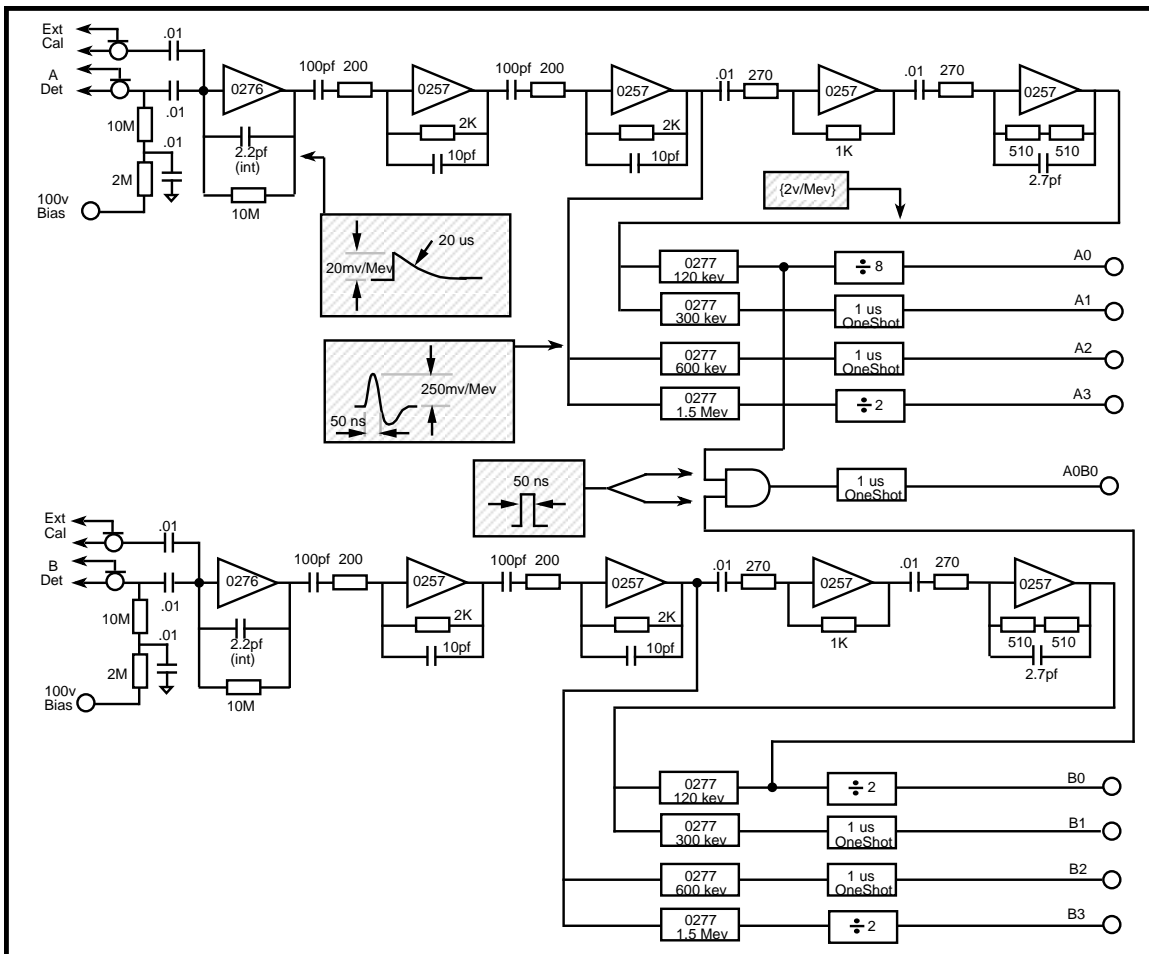 Ext
Cal
.01
A
Det
.01
10M
.01
2M
100v
Bias
0276
2.2pf
(int)
10M
100pf
200
0257
2K
10pf
100pf
200
0257
2K
10pf
.01
270
0257
1K
.01
270
0257
510
510
2.7pf
{2v/Mev}
20 us
20mv/Mev
250mv/Mev
50 ns
0277
120 kev
÷ 8
A0
0277
300 kev
1 us
OneShot
A1
0277
600 kev
1 us
OneShot
A2
0277
1.5 Mev
÷ 2
A3
50 ns
1 us
OneShot
A0B0
Ext
Cal
.01
B
Det
.01
10M
.01
2M
100v
Bias
0276
2.2pf
(int)
10M
100pf
200
0257
2K
10pf
100pf
200
0257
2K
10pf
.01
270
0257
1K
.01
270
0257
510
510
2.7pf
0277
120 kev
÷ 2
B0
0277
300 kev
1 us
OneShot
B1
0277
600 kev
1 us
OneShot
B2
0277
1.5 Mev
÷ 2
B3